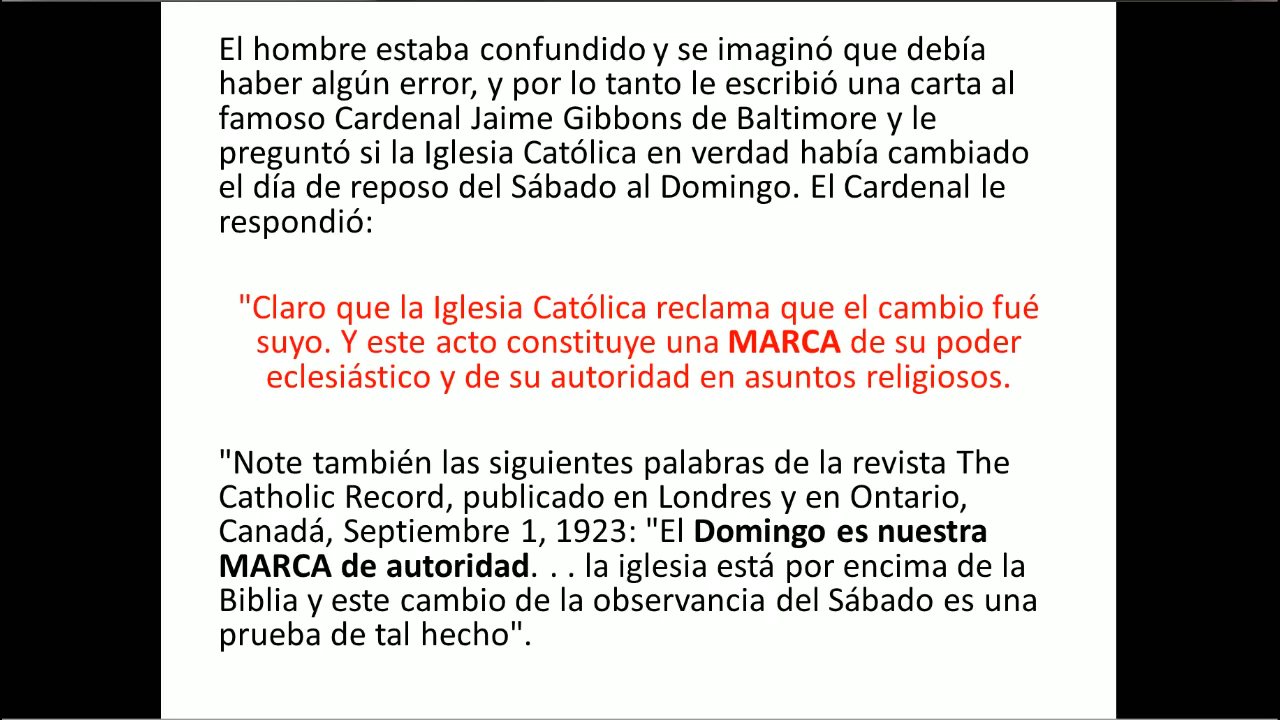 El hombre estaba confundido y se imaginó que debía
haber algún error, y por lo tanto le escribió una carta al
famoso Cardenal Jaime Gibbons de Baltimore y le
preguntó si la Iglesia Católica en verdad había cambiado
el día de reposo del Sábado al Domingo. El Cardenal le
respondió:
"Claro que la Iglesia Católica reclama que el cambio fué
suyo. Y este acto constituye una MARCA de su poder
eclesiástico y de su autoridad en asuntos religiosos.
"Note también las siguientes palabras de la revista The
Catholic Record, publicado en Londres y en Ontario,
Canadá, Septiembre 1, 1923: "El Domingo es nuestra
MARCA de autoridad. . . la iglesia está por encima de la
Biblia y este cambio de la observancia del Sábado es una
prueba de tal hecho".